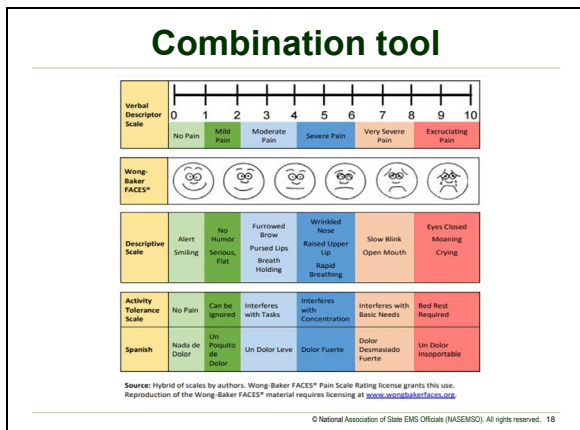 Combination tool
Verbal
Descriptor
Scale
0 1 2 3 4 5 6 7 8 9 10
No Pain
Mild
Pain
Moderate
Pain
Severe Pain
Very Severe
Pain
Excruciating
Pain
Wong-
Baker
FACES®
Descriptive
Scale
Alert
Smiling
No
Humor
Serious,
Flat
Furrowed
Brow
Pursed Lips
Breath
Holding
Wrinkled
Nose
Raised Upper
Lip
Rapid
Breathing
Slow Blink
Open Mouth
Eyes Closed
Moaning
Crying
Activity
Tolerance
Scale
No Pain
Can be
Ignored
Interferes
with Tasks
Interferes
with
Concentration
Interferes with
Basic Needs
Bed Rest
Required
Spanish
Nada de
Dolor
Un
Poquito
de
Dolor
Un Dolor Leve
Dolor Fuerte
Dolor
Desmasiado
Fuerte
Un Dolor
Insoportable
Source: Hybrid of scales by authors. Wong-Baker FACES® Pain Scale Rating license grants this use.
Reproduction of the Wong-Baker FACES® material requires licensing at www.wongbakerfaces.org.
© National Association of State EMS Officials (NASEMSO). All rights reserved.. 18